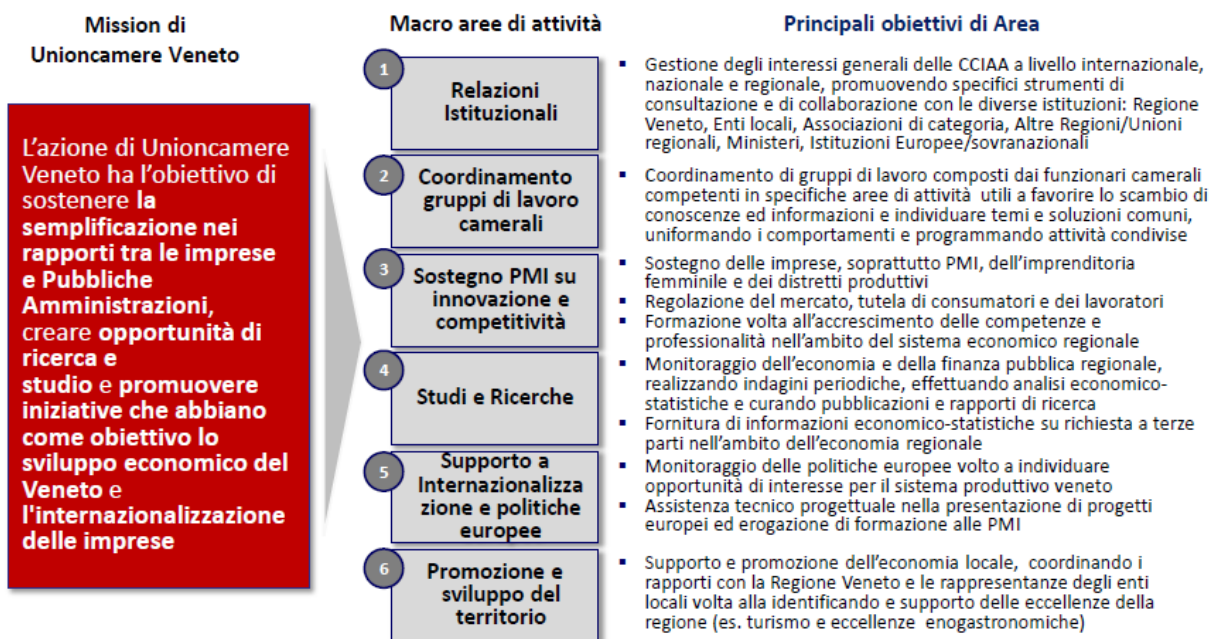 Mission di
Unioncamere Veneto
Macro aree di attività
Principali obiettivi di Area
L'azione di Unioncamere
Veneto ha l'obiettivo di
sostenere la
semplificazione nei
rapporti tra le imprese
e Pubbliche
Amministrazioni,
creare opportunità di
ricerca e
studio e promuovere
iniziative che abbiano
come obiettivo lo
sviluppo economico del
Veneto e
l'internazionalizzazione
delle imprese
1
Relazioni
Istituzionali
▪ Gestione degli interessi generali delle CCIAA a livello internazionale,
nazionale e regionale, promuovendo specifici strumenti di
consultazione e di collaborazione con le diverse istituzioni: Regione
Veneto, Enti locali, Associazioni di categoria, Altre Regioni/Unioni
regionali, Ministeri, Istituzioni Europee/sovranazionali
2
Coordinamento
gruppi di lavoro
camerali
▪ Coordinamento di gruppi di lavoro composti dai funzionari camerali
competenti in specifiche aree di attività utili a favorire lo scambio di
conoscenze ed informazioni e individuare temi e soluzioni comuni,
uniformando i comportamenti e programmando attività condivise
3
Sostegno PMI su
innovazione e
competitività
▪ Sostegno delle imprese, soprattutto PMI, dell'imprenditoria
femminile e dei distretti produttivi
▪ Regolazione del mercato, tutela di consumatori e dei lavoratori
▪ Formazione volta all'accrescimento delle competenze e
professionalità nell'ambito del sistema economico regionale
4
Studi e Ricerche
▪ Monitoraggio dell'economia e della finanza pubblica regionale,
realizzando indagini periodiche, effettuando analisi economico-
statistiche e curando pubblicazioni e rapporti di ricerca
▪ Fornitura di informazioni economico-statistiche su richiesta a terze
parti nell'ambito dell'economia regionale
5
Supporto a
Internazionalizza
zione e politiche
europee
▪ Monitoraggio delle politiche europee volto a individuare
opportunità di interesse per il sistema produttivo veneto
▪ Assistenza tecnico progettuale nella presentazione di progetti
europei ed erogazione di formazione alle PMI
6
Promozione e
sviluppo del
territorio
▪ Supporto e promozione dell'economia locale, coordinando i
rapporti con la Regione Veneto e le rappresentanze degli enti
locali volta alla identificando e supporto delle eccellenze della
regione (es. turismo e eccellenze enogastronomiche)